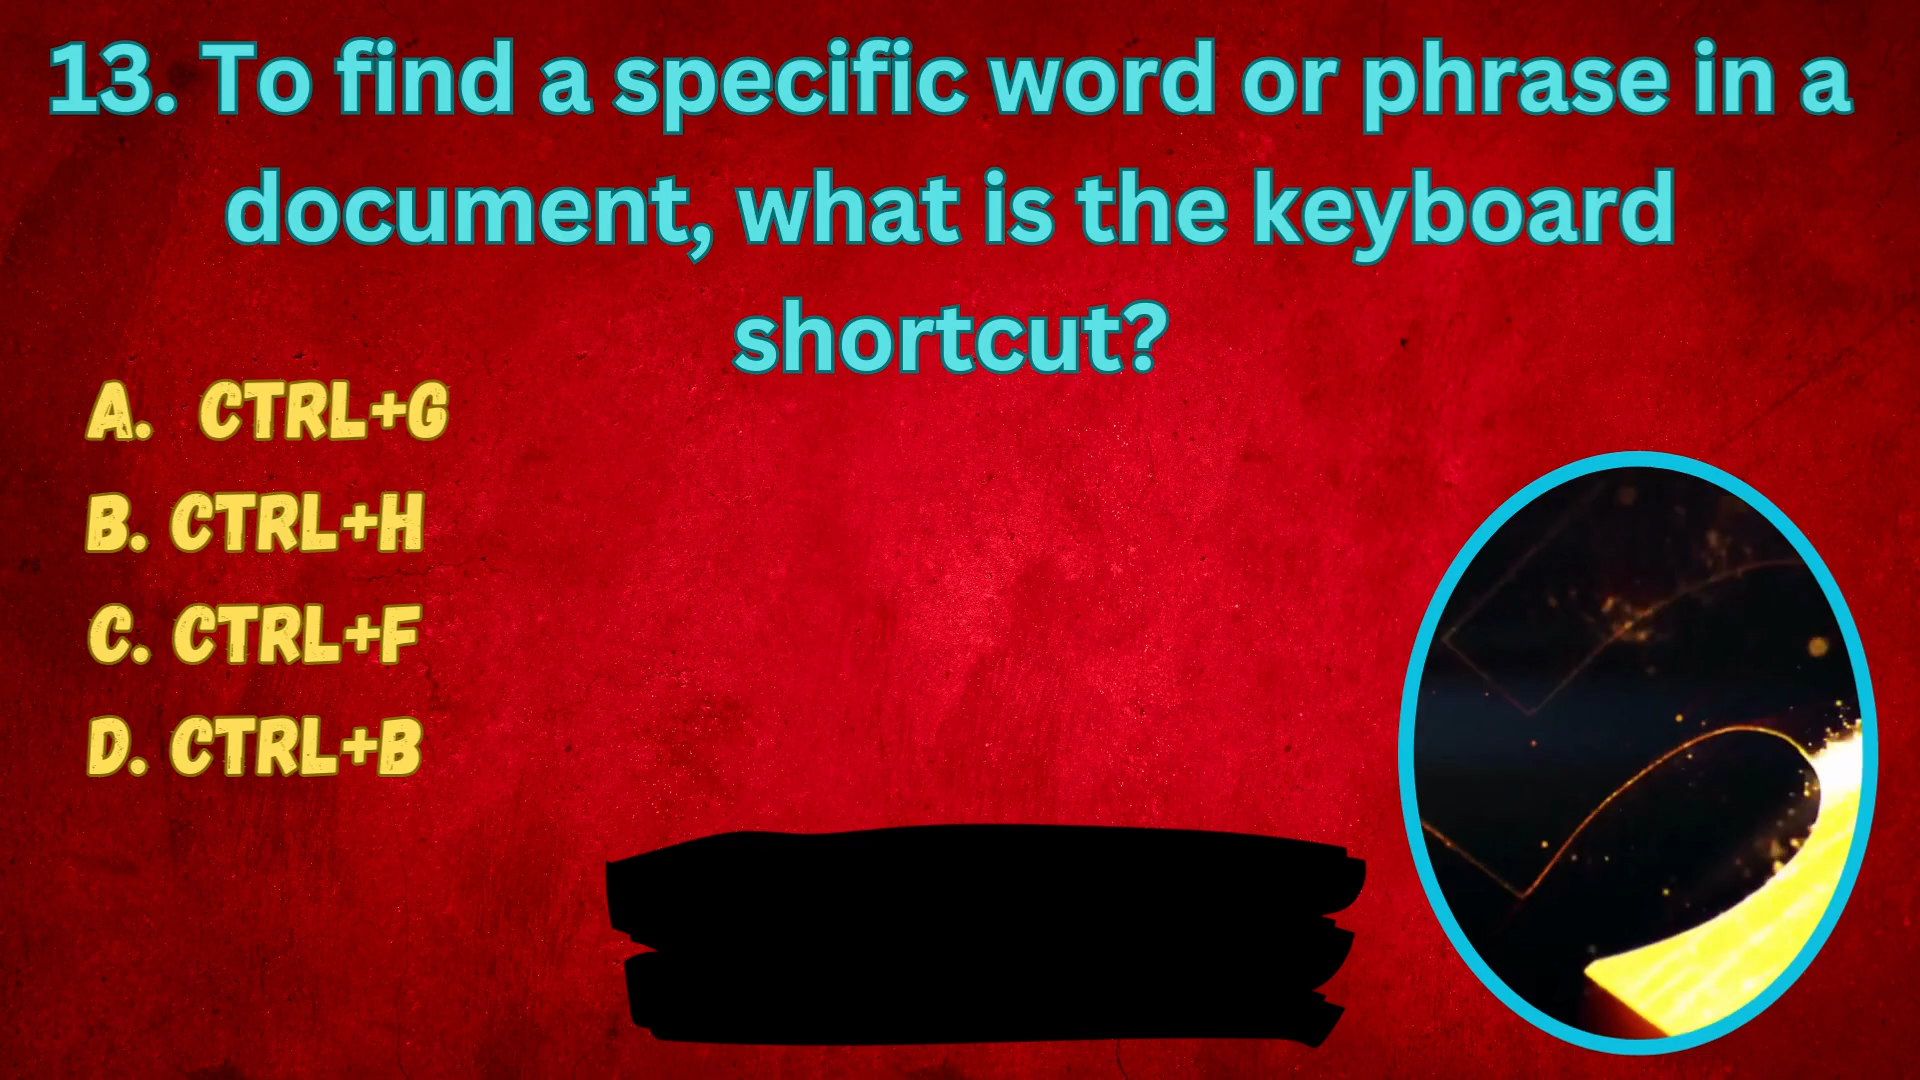 13. To find a specific word or phrase in a
document, what is the keyboard
shortcut?
A. CTRL+G
B. CTRL+H
C. CTRL+F
D. CTRL+B